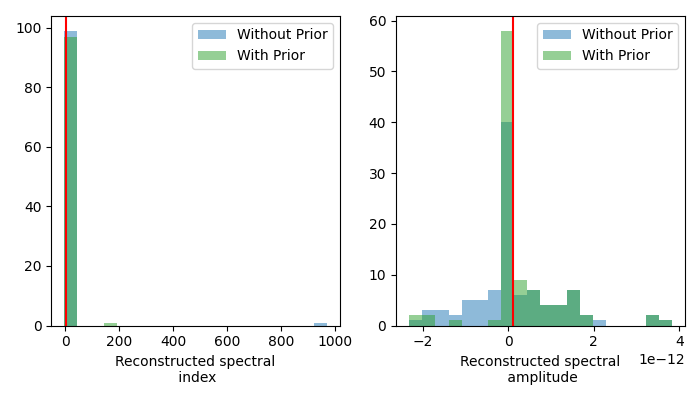 100
80
60
40
20
0
0
200
400
600
800
1000
Reconstructed spectral
index
Without Prior
With Prior
60
50
40
30
20
10
0
−2
0
2
4
1e−12
Reconstructed spectral
amplitude
Without Prior
With Prior